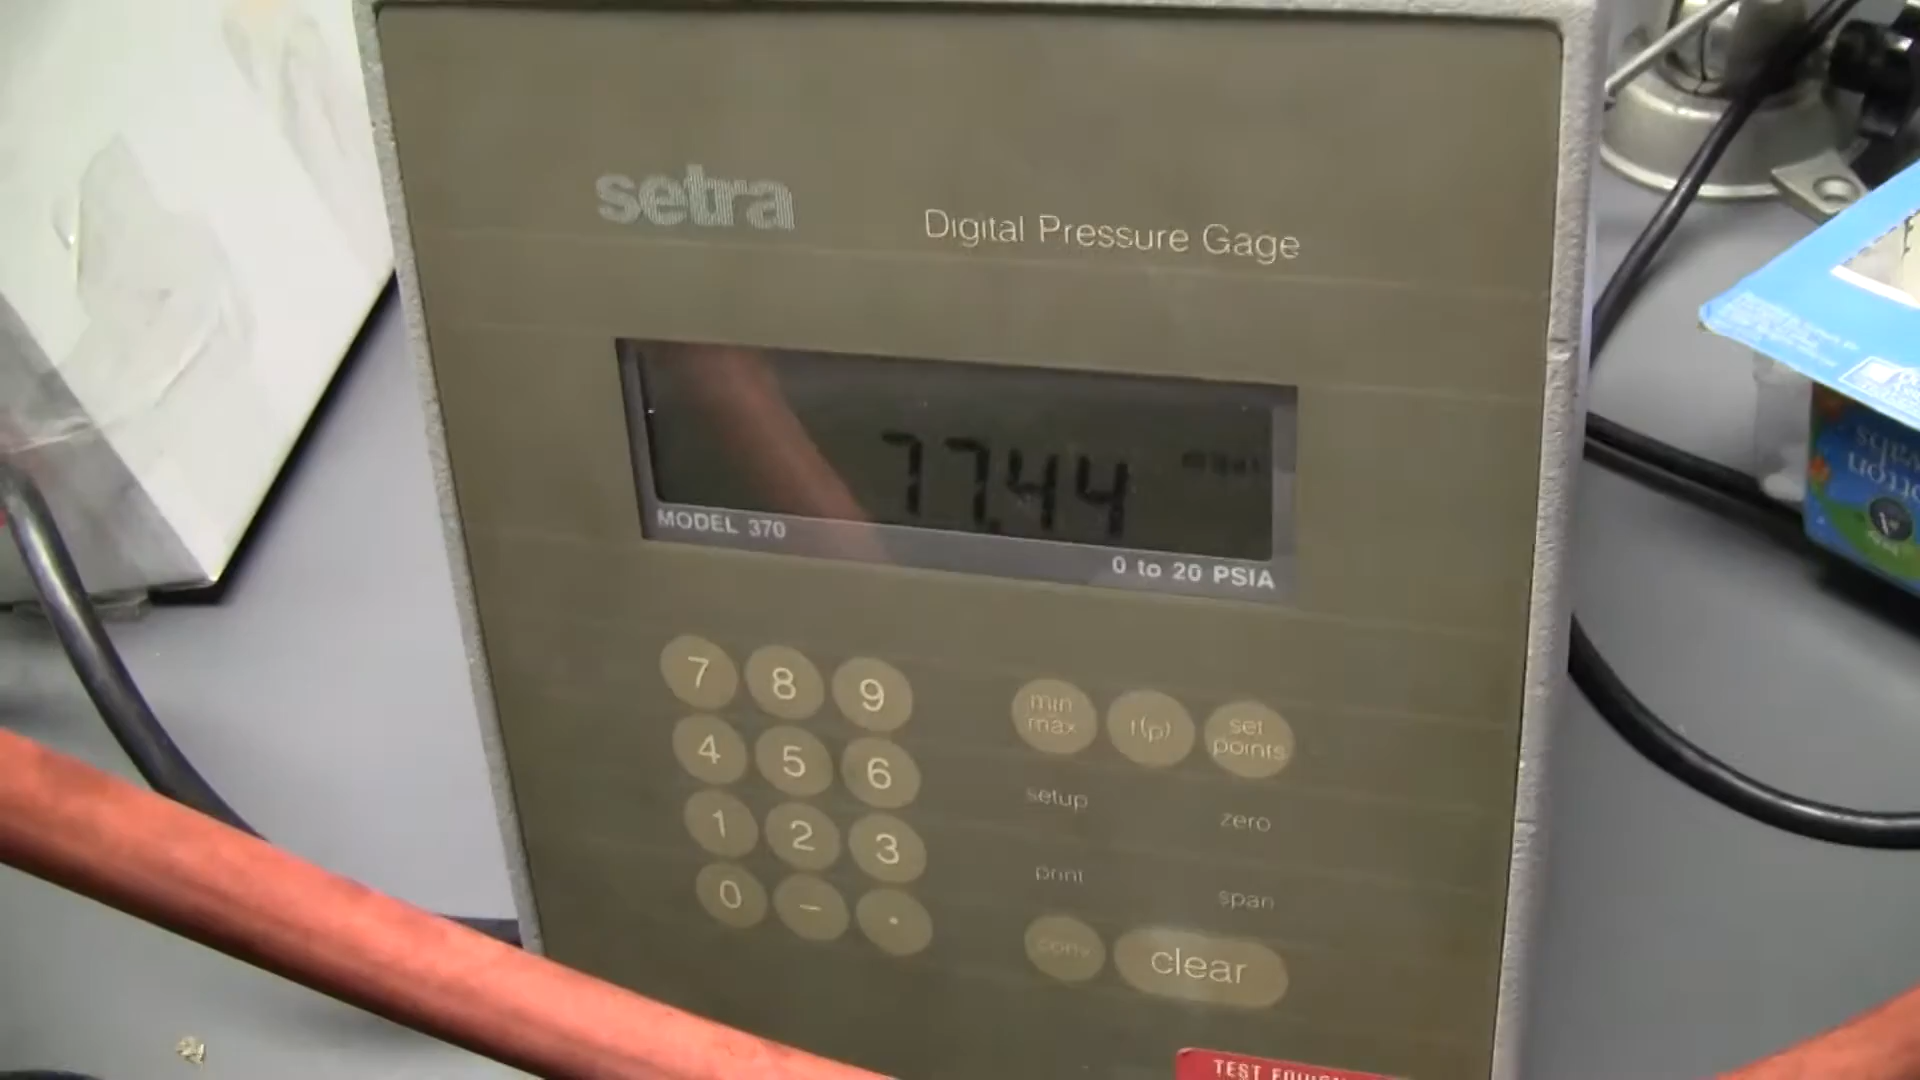 setra
Digital Pressure Gage
77.44
MODEL 370
0 to 20 PSIA
7 8 9
min max
f(p)
set points
4 5 6
setup
zero
1 2 3
print
span
0 – .
conv
clear
TEST